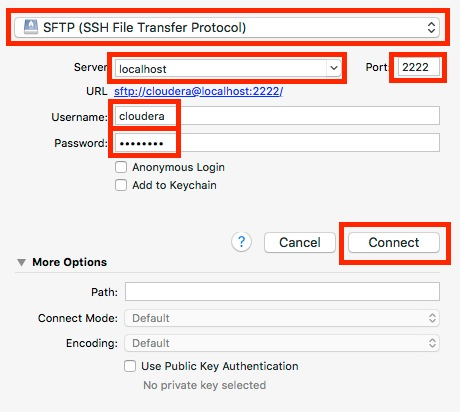 SFTP (SSH File Transfer Protocol)
Server localhost Port: 2222
URL sftp://cloudera@localhost:2222/
Username: cloudera
Password: ••••••••
Anonymous Login
Add to Keychain
? Cancel Connect
More Options
Path:
Connect Mode: Default
Encoding: Default
Use Public Key Authentication
No private key selected